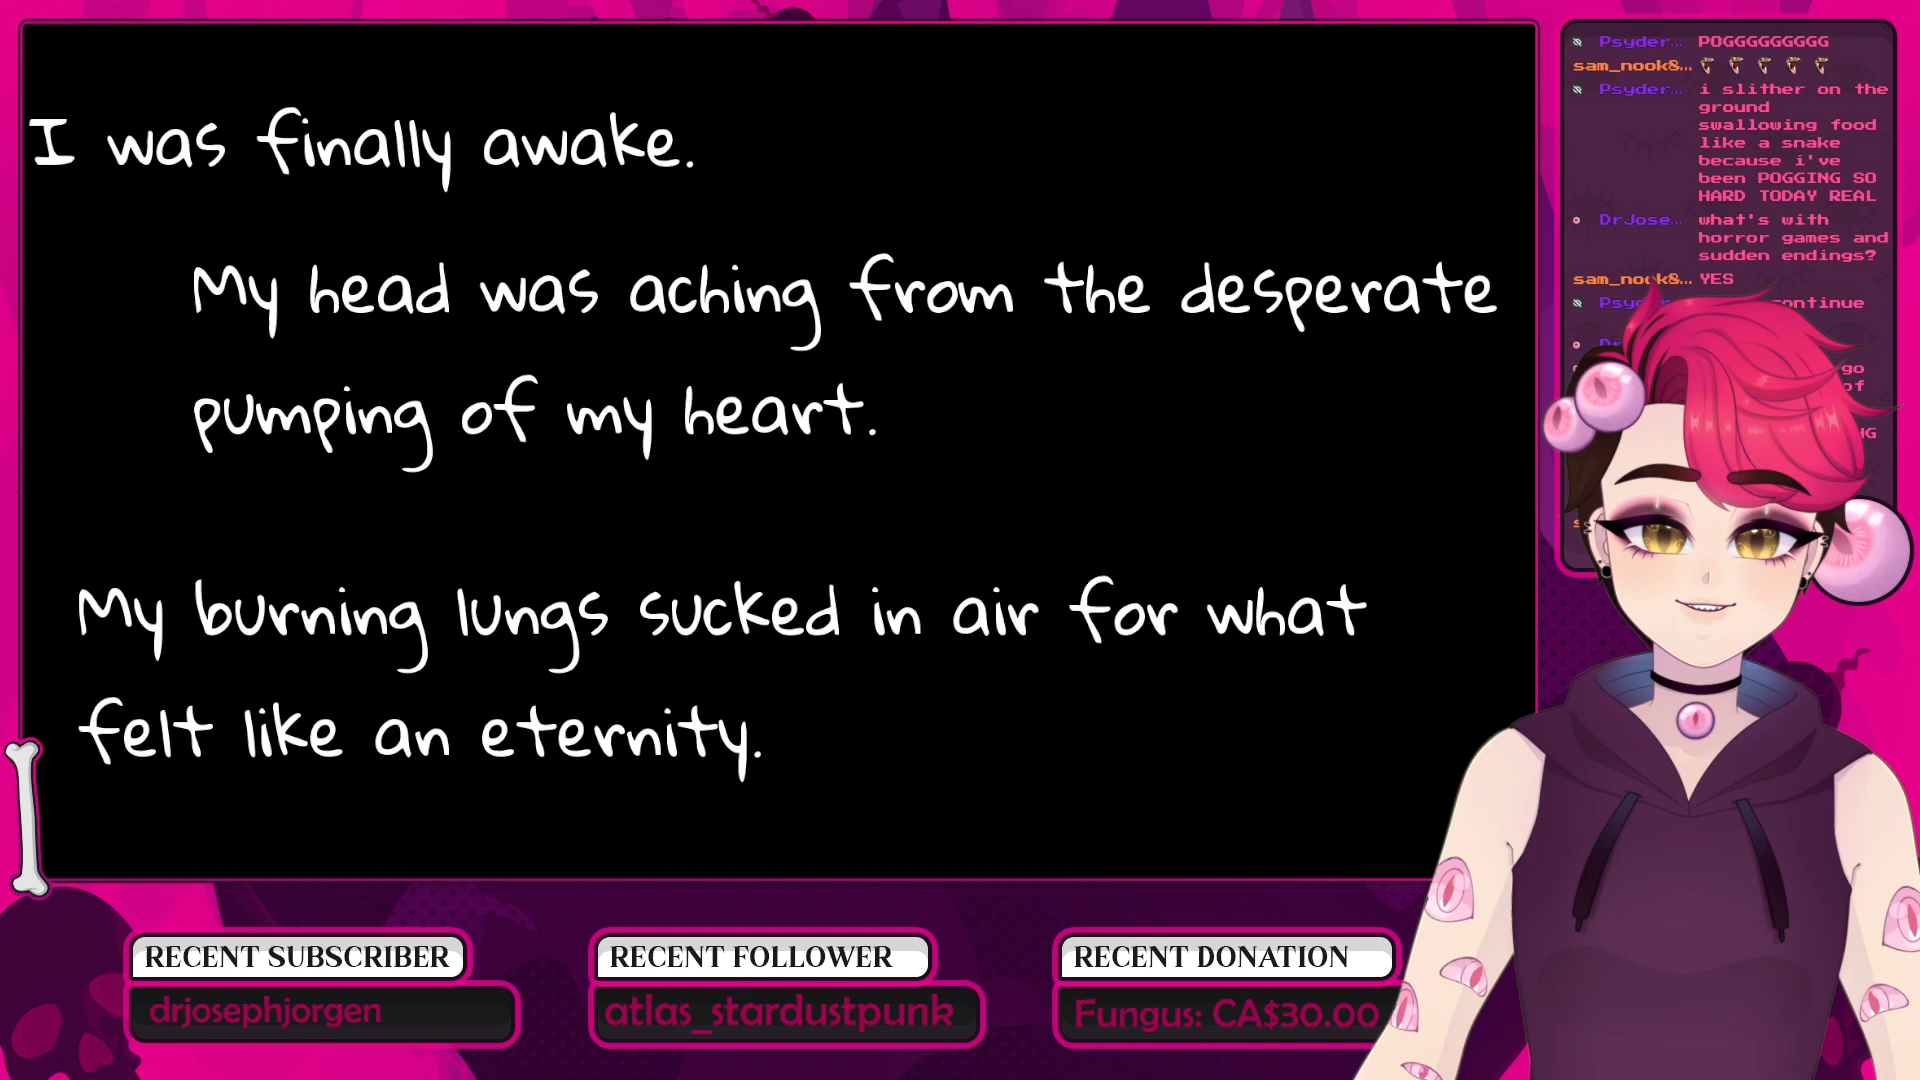 I was finally awake.
My head was aching from the desperate
pumping of my heart.
My burning lungs sucked in air for what
felt like an eternity.
Psyder... POGGGGGGGGG
sam_nook&...
Psyder... i slither on the
ground
swallowing food
like a snake
because i've
been POGGING SO
HARD TODAY REAL
DrJose... what's with
horror games and
sudden endings?
sam_nook&... YES
RECENT SUBSCRIBER
drjosephjorgen
RECENT FOLLOWER
atlas_stardustpunk
RECENT DONATION
Fungus: CA$30.00